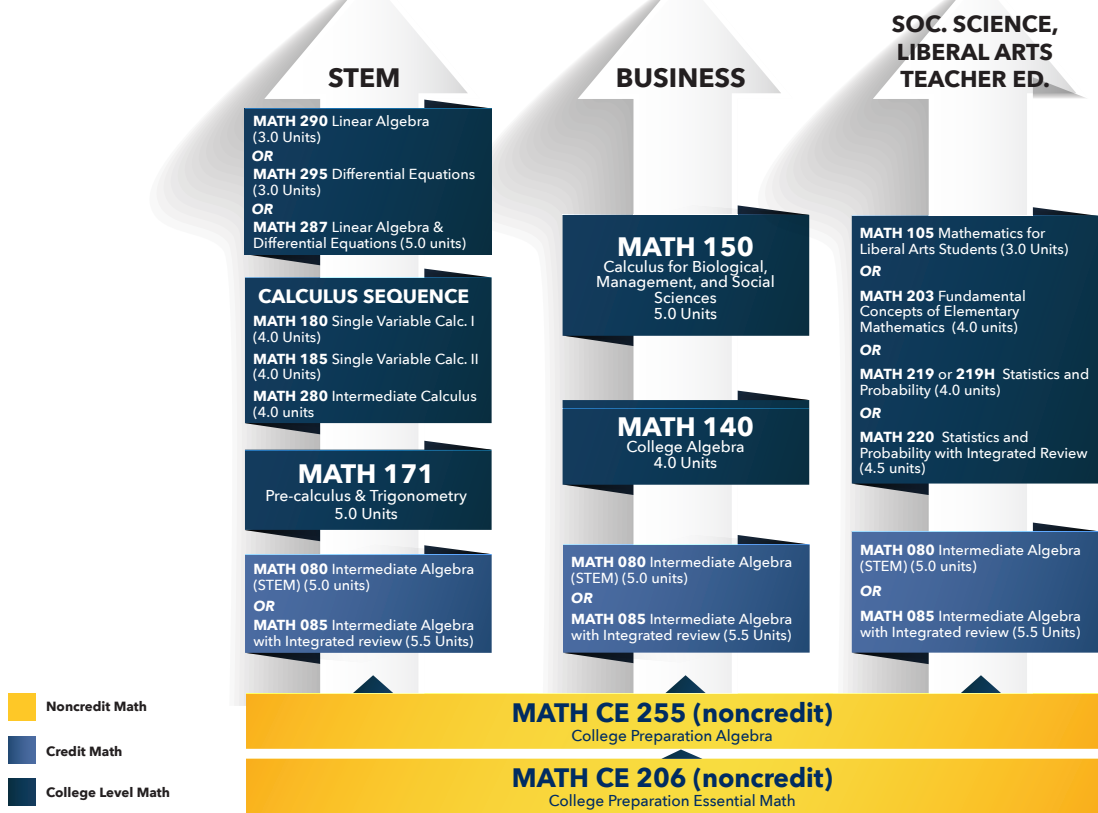 STEM
MATH 290 Linear Algebra
(3.0 Units)
OR
MATH 295 Differential Equations
(3.0 Units)
OR
MATH 287 Linear Algebra &
Differential Equations (5.0 units)
CALCULUS SEQUENCE
MATH 180 Single Variable Calc. I
(4.0 Units)
MATH 185 Single Variable Calc. II
(4.0 Units)
MATH 280 Intermediate Calculus
(4.0 units
MATH 171
Pre-calculus & Trigonometry
5.0 Units
MATH 080 Intermediate Algebra
(STEM) (5.0 units)
OR
MATH 085 Intermediate Algebra
with Integrated review (5.5 Units)
BUSINESS
MATH 150
Calculus for Biological,
Management, and Social
Sciences
5.0 Units
MATH 140
College Algebra
4.0 Units
MATH 080 Intermediate Algebra
(STEM) (5.0 units)
OR
MATH 085 Intermediate Algebra
with Integrated review (5.5 Units)
SOC. SCIENCE,
LIBERAL ARTS
TEACHER ED.
MATH 105 Mathematics for
Liberal Arts Students (3.0 Units)
OR
MATH 203 Fundamental
Concepts of Elementary
Mathematics (4.0 units)
OR
MATH 219 or 219H Statistics and
Probability (4.0 units)
OR
MATH 220 Statistics and
Probability with Integrated Review
(4.5 units)
MATH 080 Intermediate Algebra
(STEM) (5.0 units)
OR
MATH 085 Intermediate Algebra
with Integrated review (5.5 Units)
MATH CE 255 (noncredit)
College Preparation Algebra
MATH CE 206 (noncredit)
College Preparation Essential Math
Noncredit Math
Credit Math
College Level Math